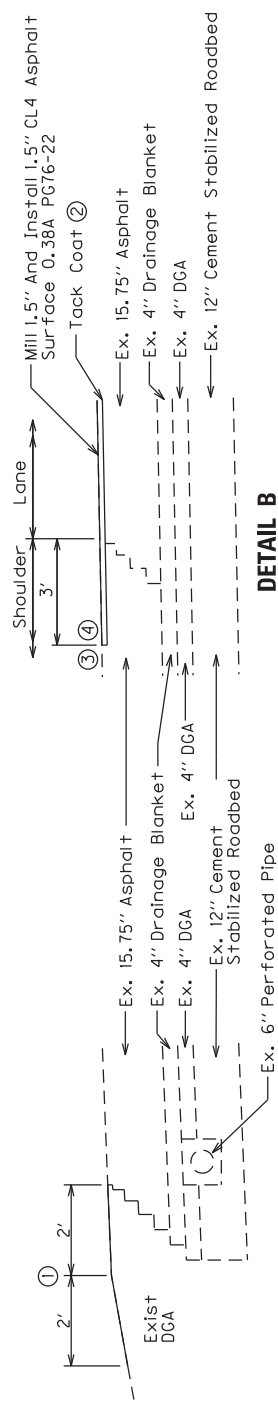 Shoulder
Lane
3'
Mill 1.5" And Install 1.5" CL4 Asphalt
Surface 0.38A PG76-22
Tack Coat ②
③
④
Ex. 15.75" Asphalt
Ex. 4" Drainage Blanket
Ex. 4" DGA
Ex. 12" Cement Stabilized Roadbed
①
2'
2'
Exist
DGA
Ex. 15.75" Asphalt
Ex. 4" Drainage Blanket
Ex. 4" DGA
Ex. 4" DGA
Ex. 12" Cement
Stabilized Roadbed
Ex. 6" Perforated Pipe
DETAIL B